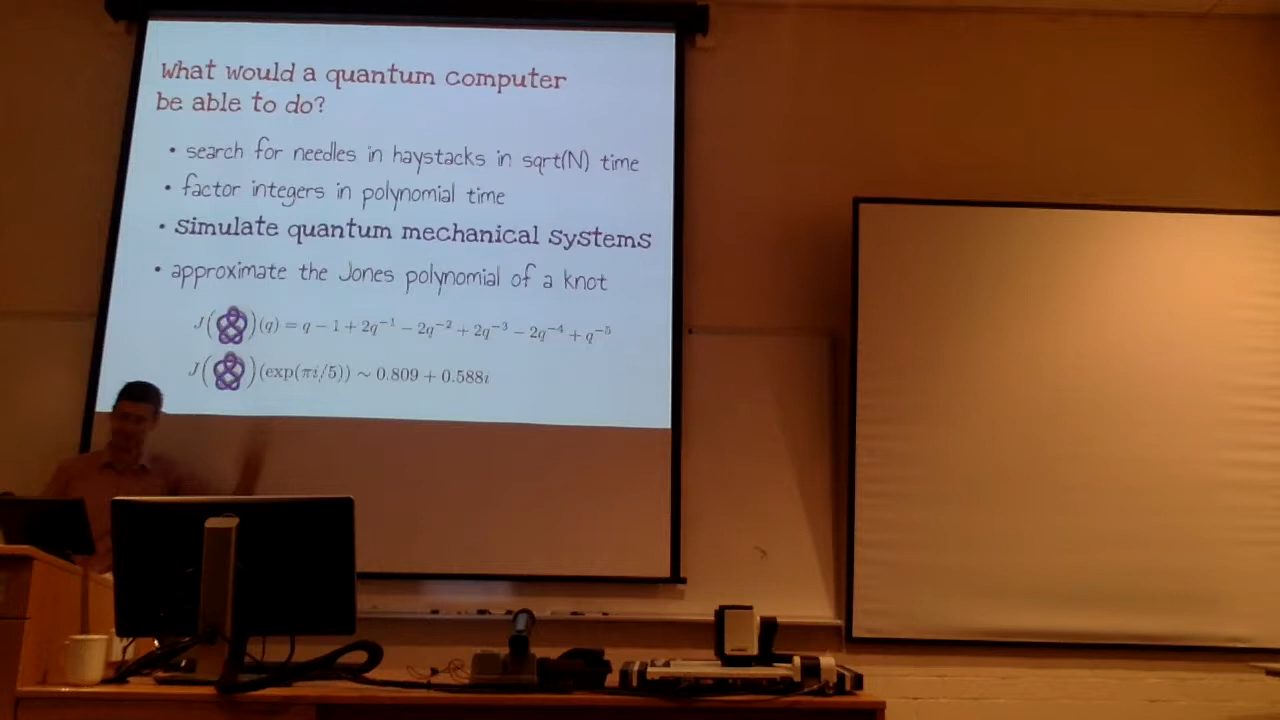 What would a quantum computer
be able to do?
• search for needles in haystacks in sqrt(N) time
• factor integers in polynomial time
• simulate quantum mechanical systems
• approximate the Jones polynomial of a knot
J( )(q) = q − 1 + 2q⁻¹ − 2q⁻² + 2q⁻³ − 2q⁻⁴ + q⁻⁵
J( )(exp(πi/5)) ~ 0.809 + 0.588i